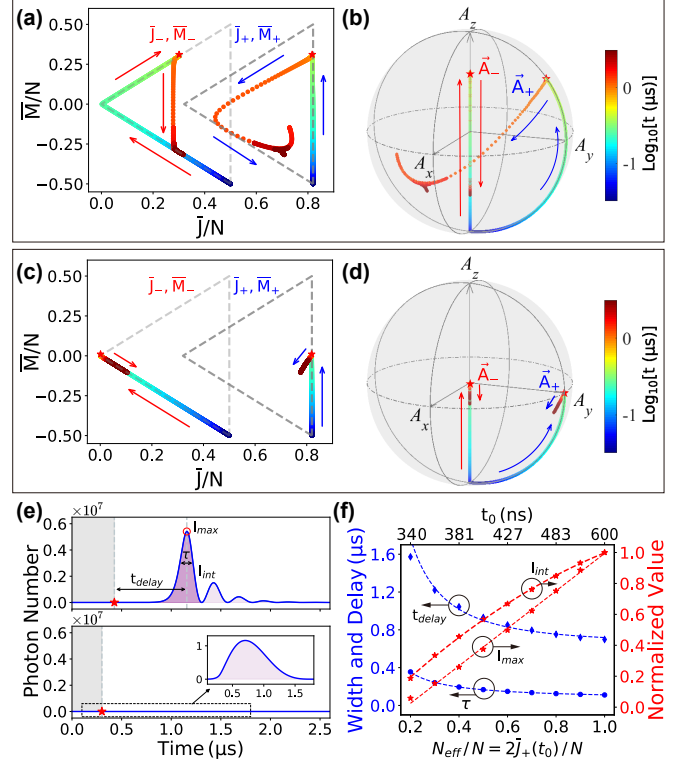 (a)
J̄₋, M̄₋
J̄₊, M̄₊
M̄/N
0.50
0.25
0.00
−0.25
−0.50
0.0 0.2 0.4 0.6 0.8
J̄/N
(b)
A_z
A⃗₋
A⃗₊
A_x
A_y
Log₁₀[t (μs)]
0
-1
(c)
J̄₋, M̄₋
J̄₊, M̄₊
M̄/N
0.50
0.25
0.00
−0.25
−0.50
0.0 0.2 0.4 0.6 0.8
J̄/N
(d)
A_z
A⃗₋
A⃗₊
A_x
A_y
Log₁₀[t (μs)]
0
-1
(e)
×10⁷
Photon Number
0.6
0.4
0.2
0.0
I_max
τ
I_int
t_delay
×10⁷
0.6
0.4
0.2
0.0
1
0
0.5 1.0 1.5
0.0 0.5 1.0 1.5 2.0 2.5
Time (μs)
(f)
t₀ (ns)
340 381 427 483 600
Width and Delay (μs)
1.6
1.2
0.8
0.4
0.0
t_delay
I_int
I_max
τ
1.0
0.8
0.6
0.4
0.2
0.0
Normalized Value
0.2 0.4 0.6 0.8 1.0
N_eff/N = 2J̄₊(t₀)/N